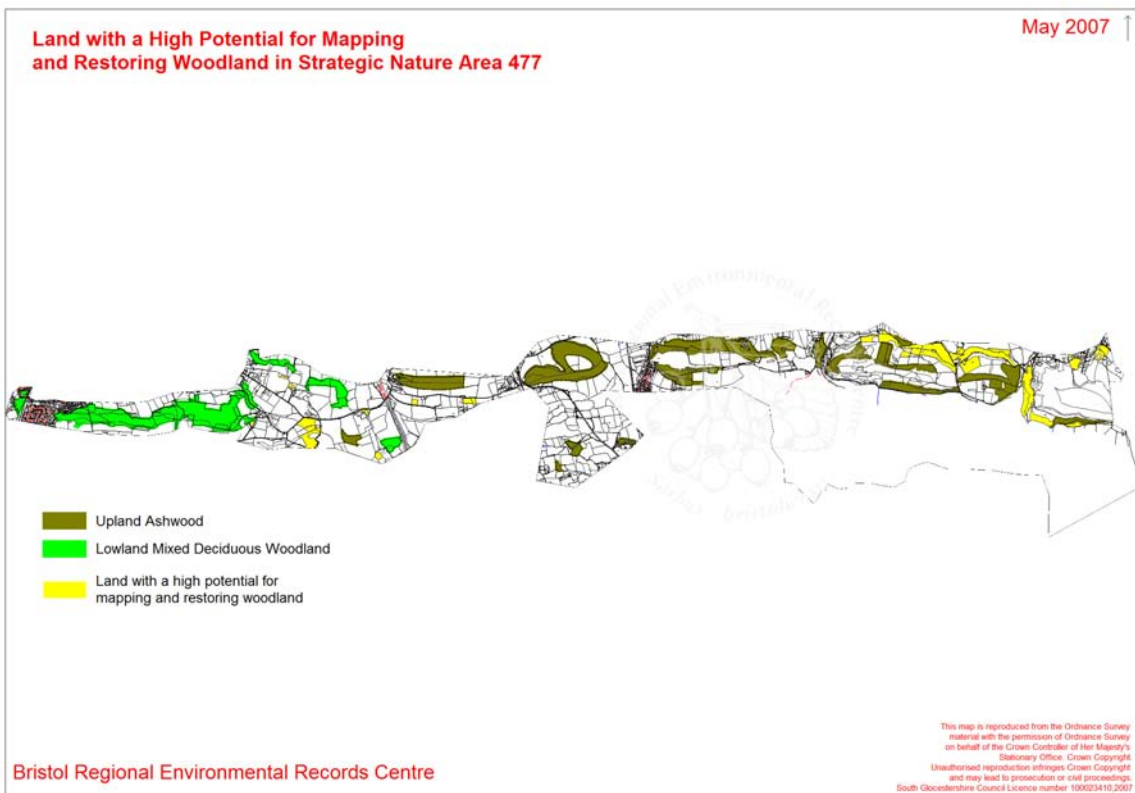 Land with a High Potential for Mapping
and Restoring Woodland in Strategic Nature Area 477
May 2007
Upland Ashwood
Lowland Mixed Deciduous Woodland
Land with a high potential for
mapping and restoring woodland
Bristol Regional Environmental Records Centre
This map is reproduced from the Ordnance Survey
material with the permission of Ordnance Survey
on behalf of the Crown Controller of Her Majesty's
Stationary Office. Crown Copyright.
Unauthorised reproduction infringes Crown Copyright
and may lead to prosecution or civil proceedings.
South Glocestershire Council Licence number 100023410,2007